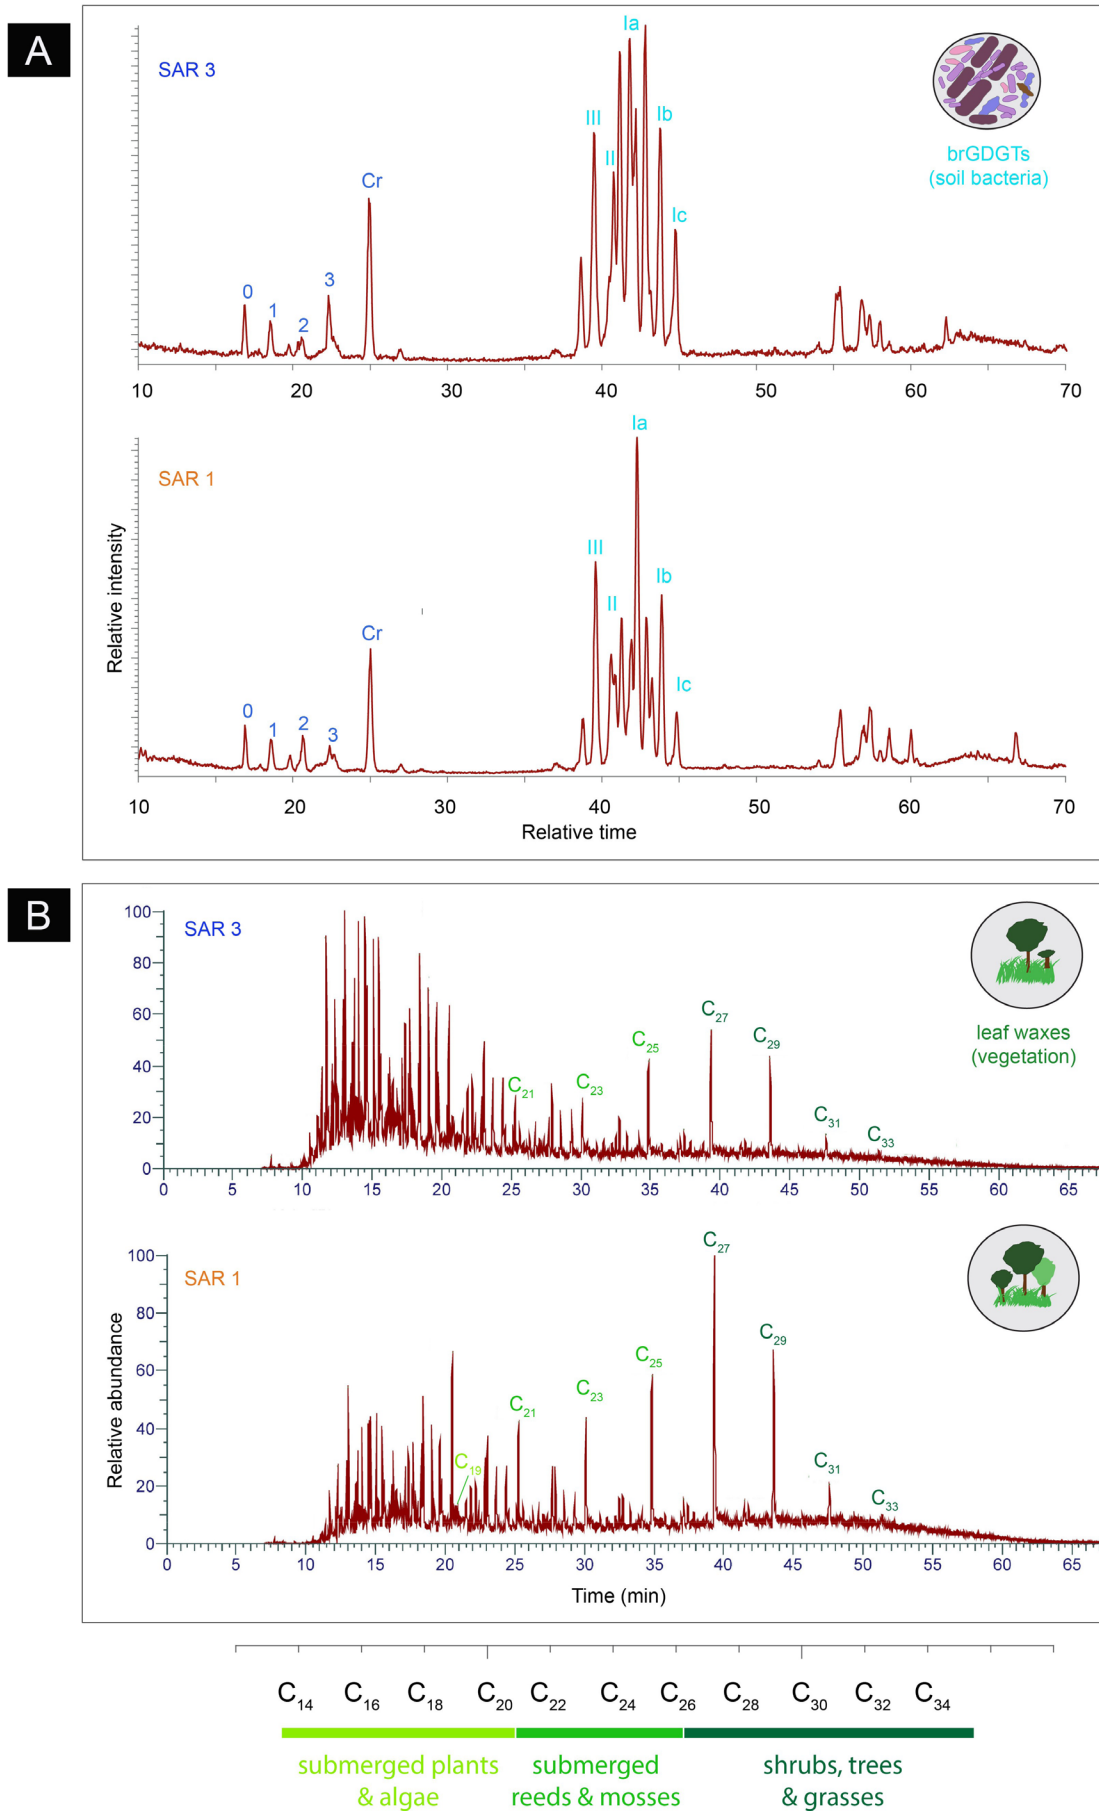 A
SAR 3
Ia
III
II
Ib
Ic
Cr
0
1
2
3
brGDGTs
(soil bacteria)
10 20 30 40 50 60 70
SAR 1
Ia
III
II
Ib
Ic
Cr
0
1
2
3
Relative intensity
10 20 30 40 50 60 70
Relative time
B
SAR 3
100
80
60
40
20
0
C21
C23
C25
C27
C29
C31
C33
leaf waxes
(vegetation)
0 5 10 15 20 25 30 35 40 45 50 55 60 65
SAR 1
100
80
60
40
20
0
Relative abundance
C19
C21
C23
C25
C27
C29
C31
C33
0 5 10 15 20 25 30 35 40 45 50 55 60 65
Time (min)
C14 C16 C18 C20 C22 C24 C26 C28 C30 C32 C34
submerged plants
& algae
submerged
reeds & mosses
shrubs, trees
& grasses